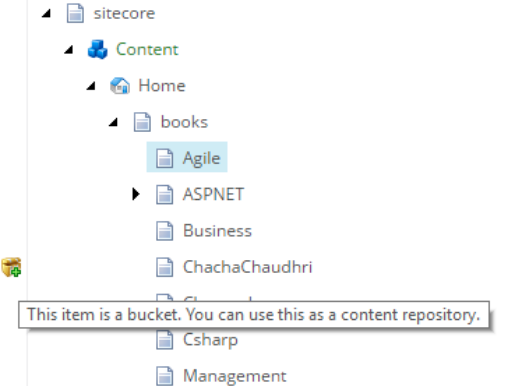 sitecore
Content
Home
books
Agile
ASPNET
Business
ChachaChaudhri
This item is a bucket. You can use this as a content repository.
Csharp
Management